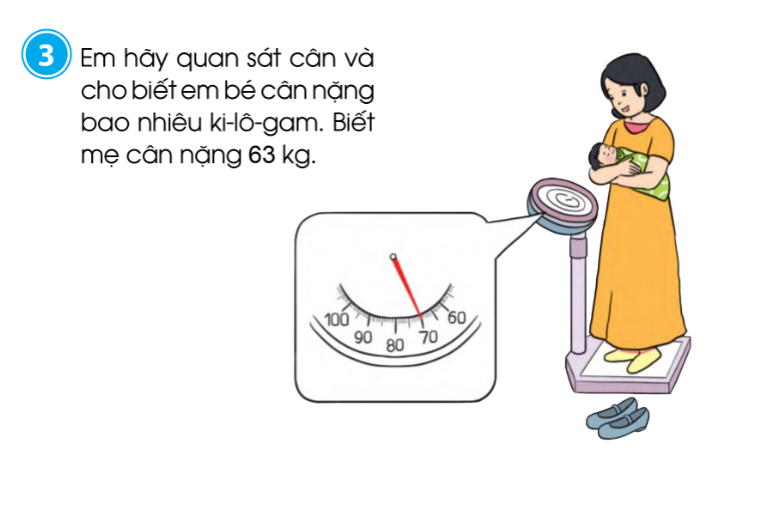 3
Em hãy quan sát cân và
cho biết em bé cân nặng
bao nhiêu ki-lô-gam. Biết
mẹ cân nặng 63 kg.
100 90 80 70 60